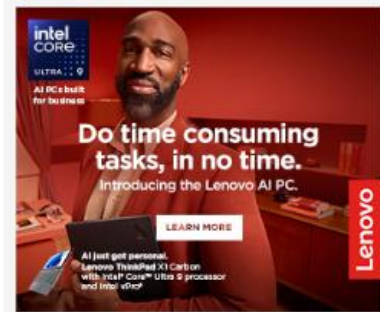 intel
CORE
ULTRA 9
AI PCs built
for business
Do time consuming
tasks, in no time.
Introducing the Lenovo AI PC.
LEARN MORE
Lenovo
AI just got personal.
Lenovo ThinkPad X1 Carbon
with Intel® Core™ Ultra 9 processor
and Intel vPro®